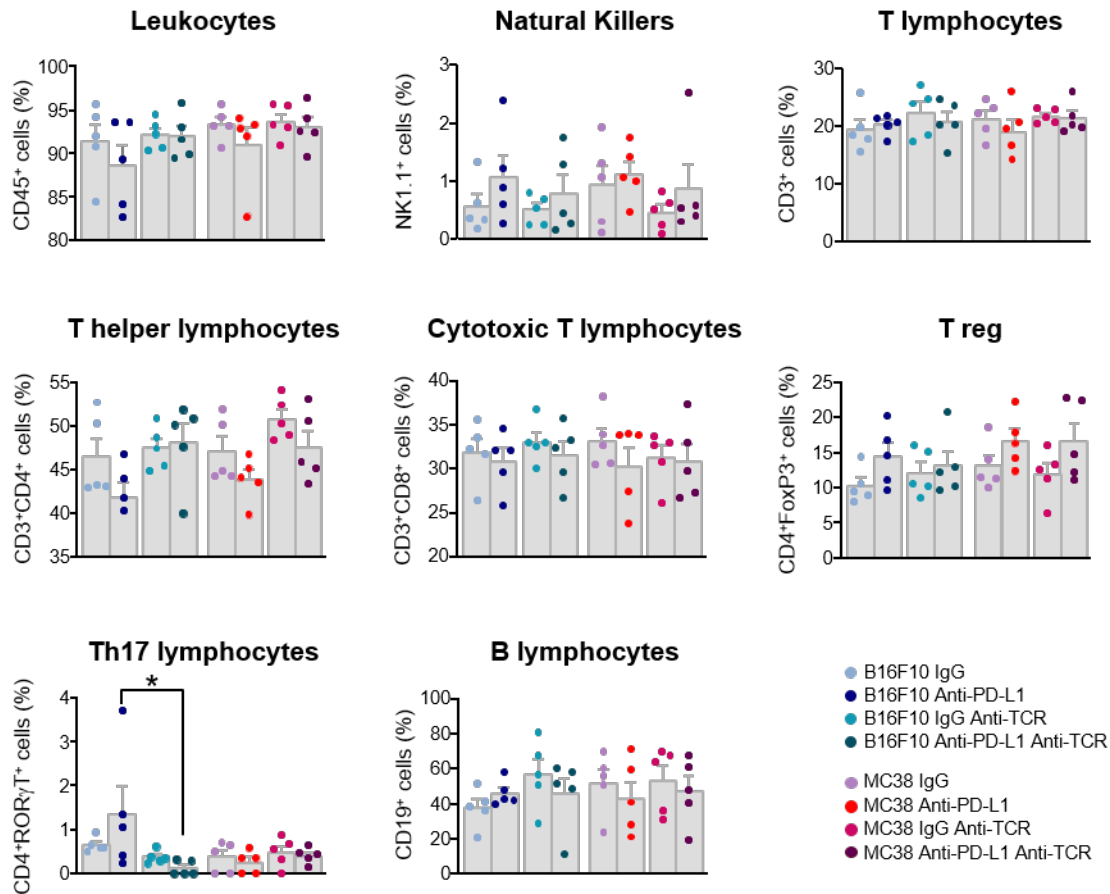 Leukocytes
CD45⁺ cells (%)
100
95
90
85
80
Natural Killers
NK1.1⁺ cells (%)
3
2
1
0
T lymphocytes
CD3⁺ cells (%)
30
20
10
0
T helper lymphocytes
CD3⁺CD4⁺ cells (%)
55
50
45
40
35
Cytotoxic T lymphocytes
CD3⁺CD8⁺ cells (%)
40
35
30
25
20
T reg
CD4⁺FoxP3⁺ cells (%)
25
20
15
10
5
0
Th17 lymphocytes
CD4⁺RORγT⁺ cells (%)
4
3
2
1
0
*
B lymphocytes
CD19⁺ cells (%)
100
80
60
40
20
0
B16F10 IgG
B16F10 Anti-PD-L1
B16F10 IgG Anti-TCR
B16F10 Anti-PD-L1 Anti-TCR
MC38 IgG
MC38 Anti-PD-L1
MC38 IgG Anti-TCR
MC38 Anti-PD-L1 Anti-TCR